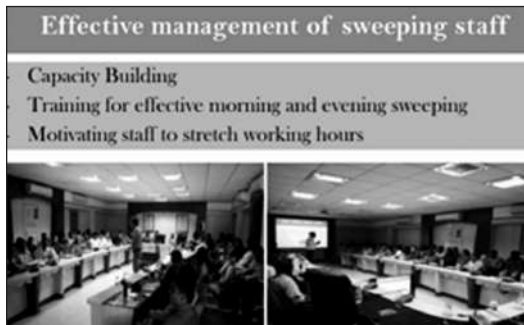 Effective management of sweeping staff
Capacity Building
Training for effective morning and evening sweeping
Motivating staff to stretch working hours